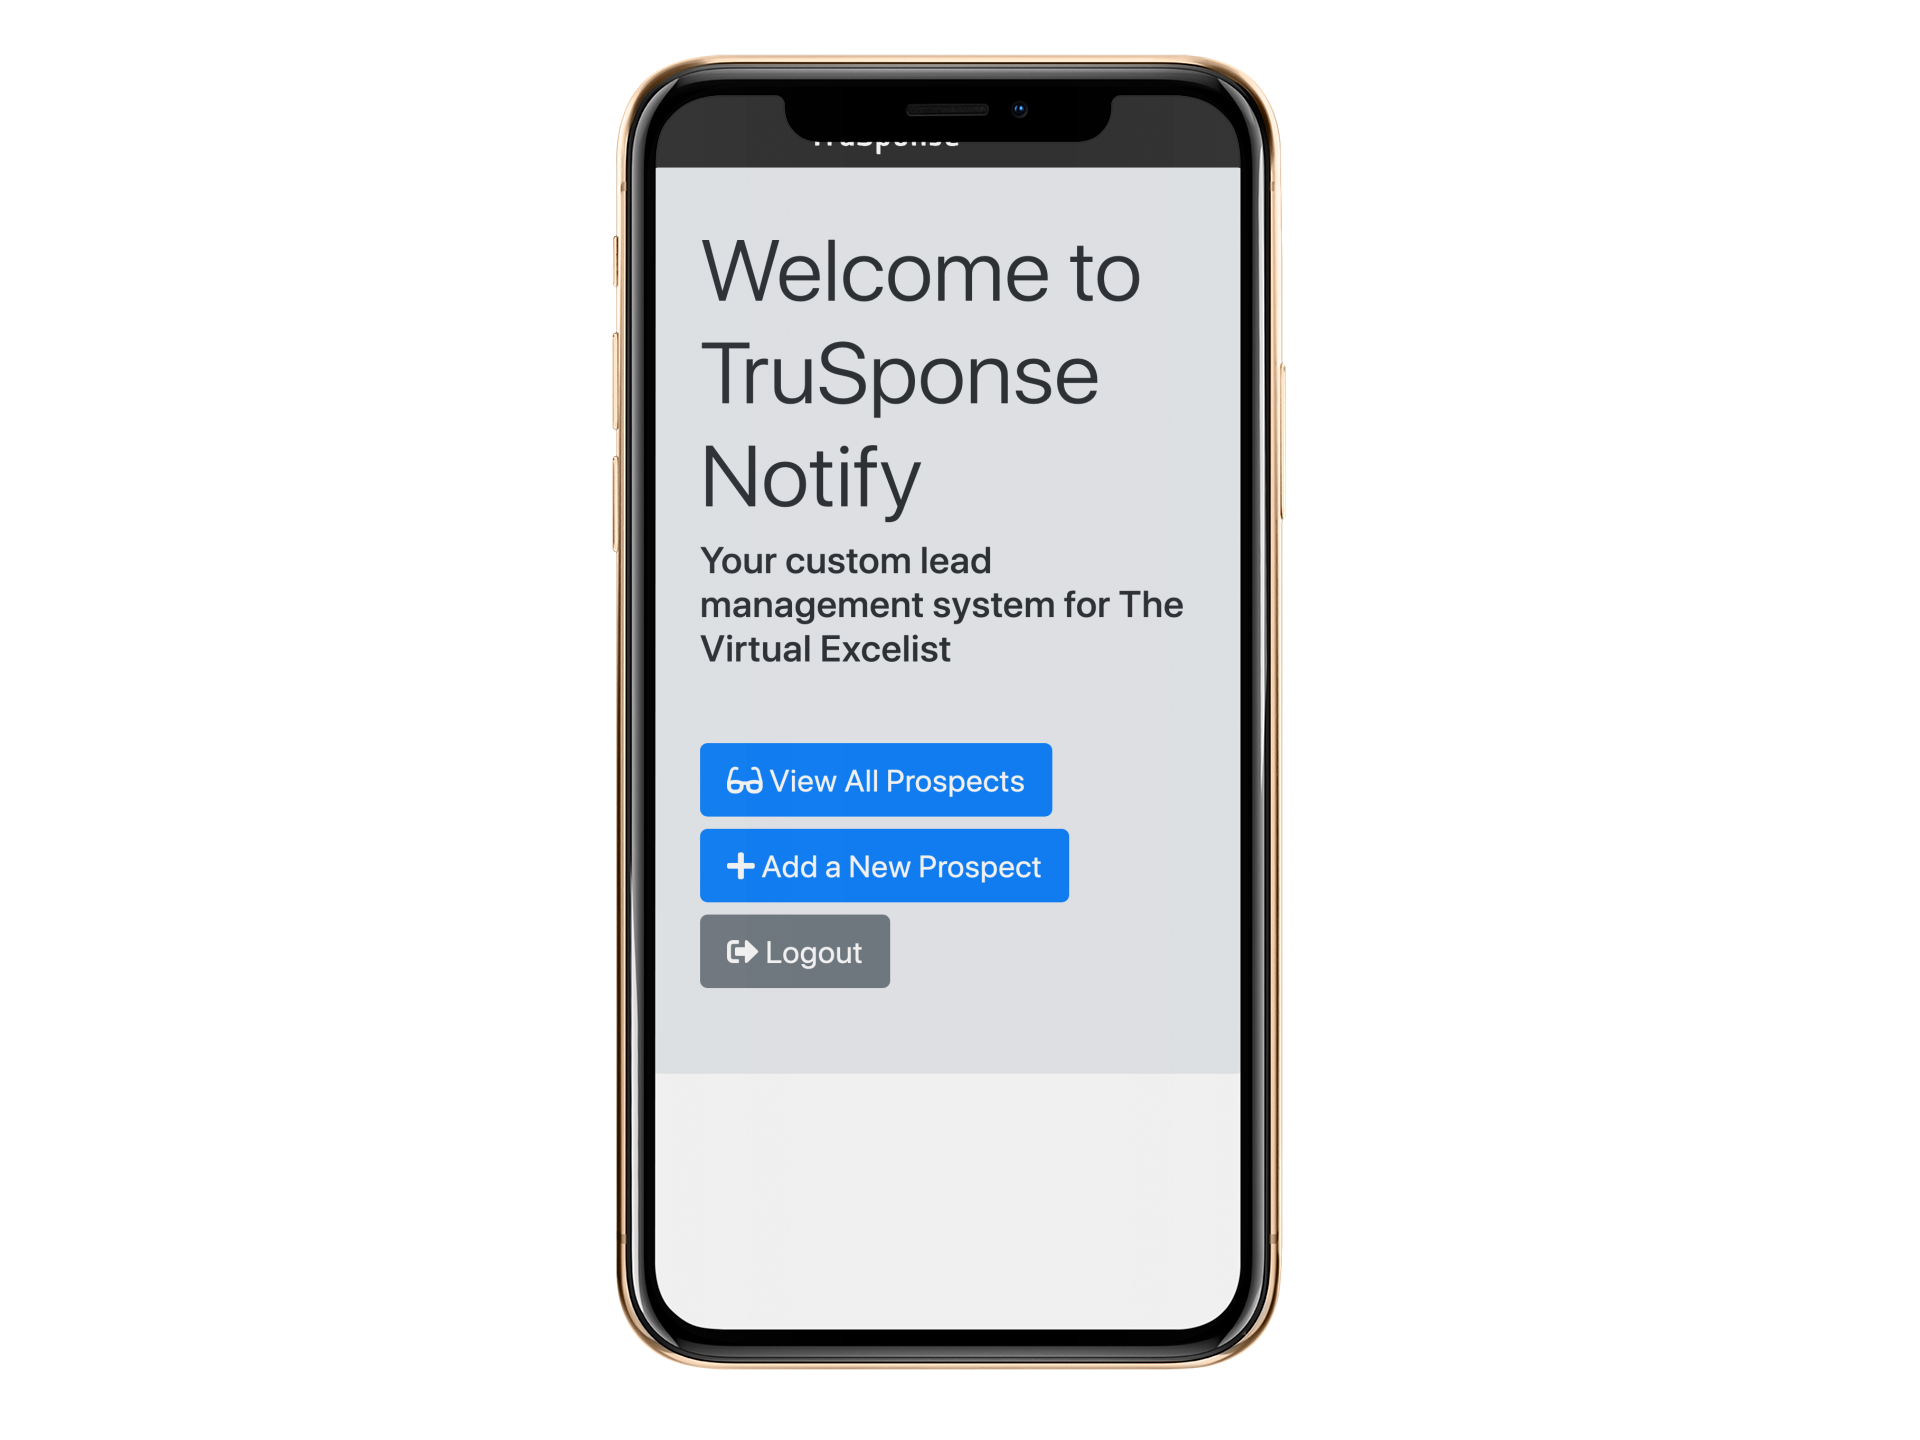 TruSponse
Welcome to
TruSponse
Notify
Your custom lead
management system for The
Virtual Excelist
View All Prospects
Add a New Prospect
Logout